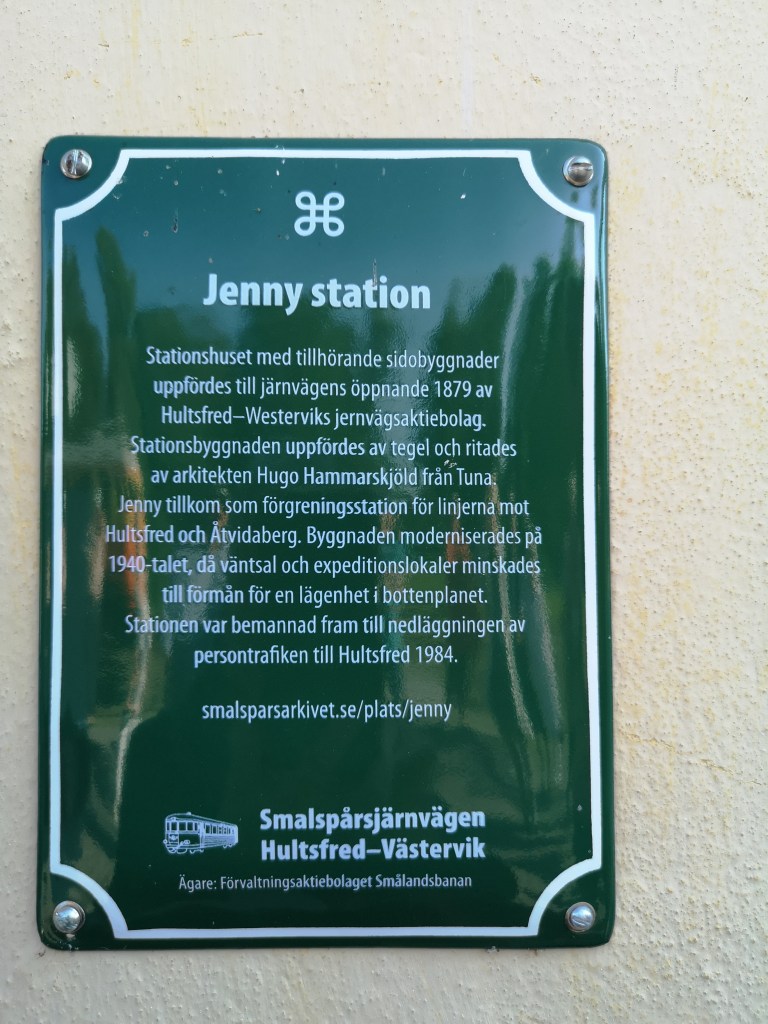 Jenny station
Stationshuset med tillhörande sidobyggnader
uppfördes till järnvägens öppnande 1879 av
Hultsfred–Westerviks jernvägsaktiebolag.
Stationsbyggnaden uppfördes av tegel och ritades
av arkitekten Hugo Hammarskjöld från Tuna.
Jenny tillkom som förgreningsstation för linjerna mot
Hultsfred och Åtvidaberg. Byggnaden moderniserades på
1940-talet, då väntsal och expeditionslokaler minskades
till förmån för en lägenhet i bottenplanet.
Stationen var bemannad fram till nedläggningen av
persontrafiken till Hultsfred 1984.
smalsparsarkivet.se/plats/jenny
Smalspårsjärnvägen
Hultsfred–Västervik
Ägare: Förvaltningsaktiebolaget Smålandsbanan